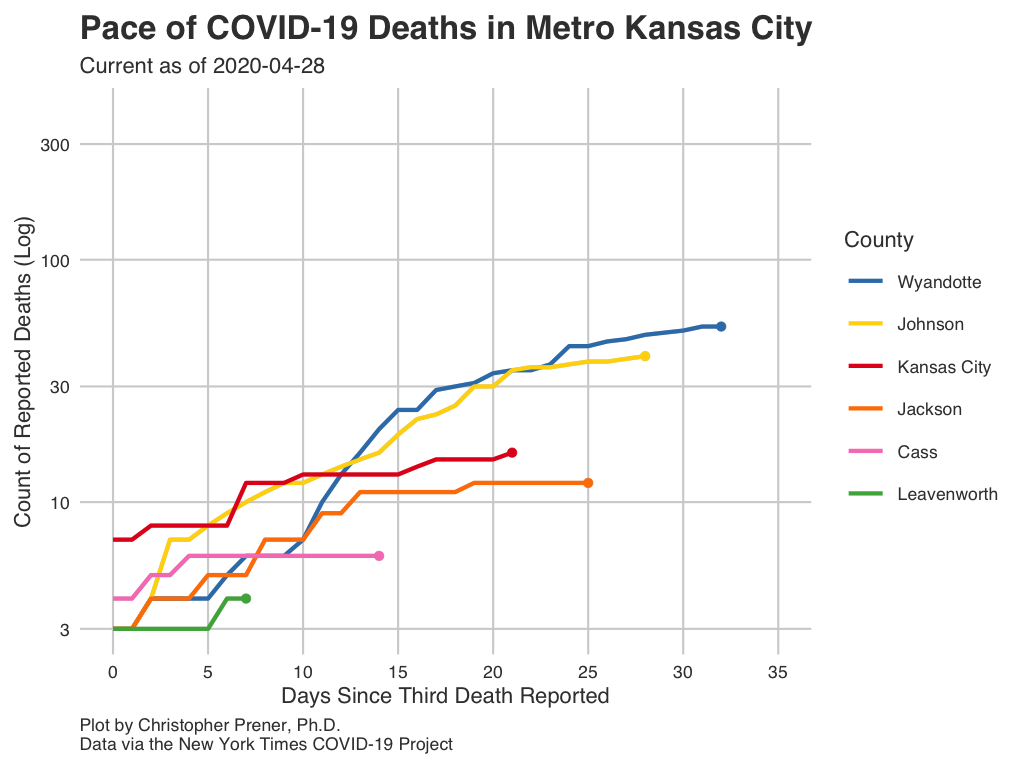 Pace of COVID-19 Deaths in Metro Kansas City
Current as of 2020-04-28
Count of Reported Deaths (Log)
300
100
30
10
3
0 5 10 15 20 25 30 35
Days Since Third Death Reported
County
Wyandotte
Johnson
Kansas City
Jackson
Cass
Leavenworth
Plot by Christopher Prener, Ph.D.
Data via the New York Times COVID-19 Project